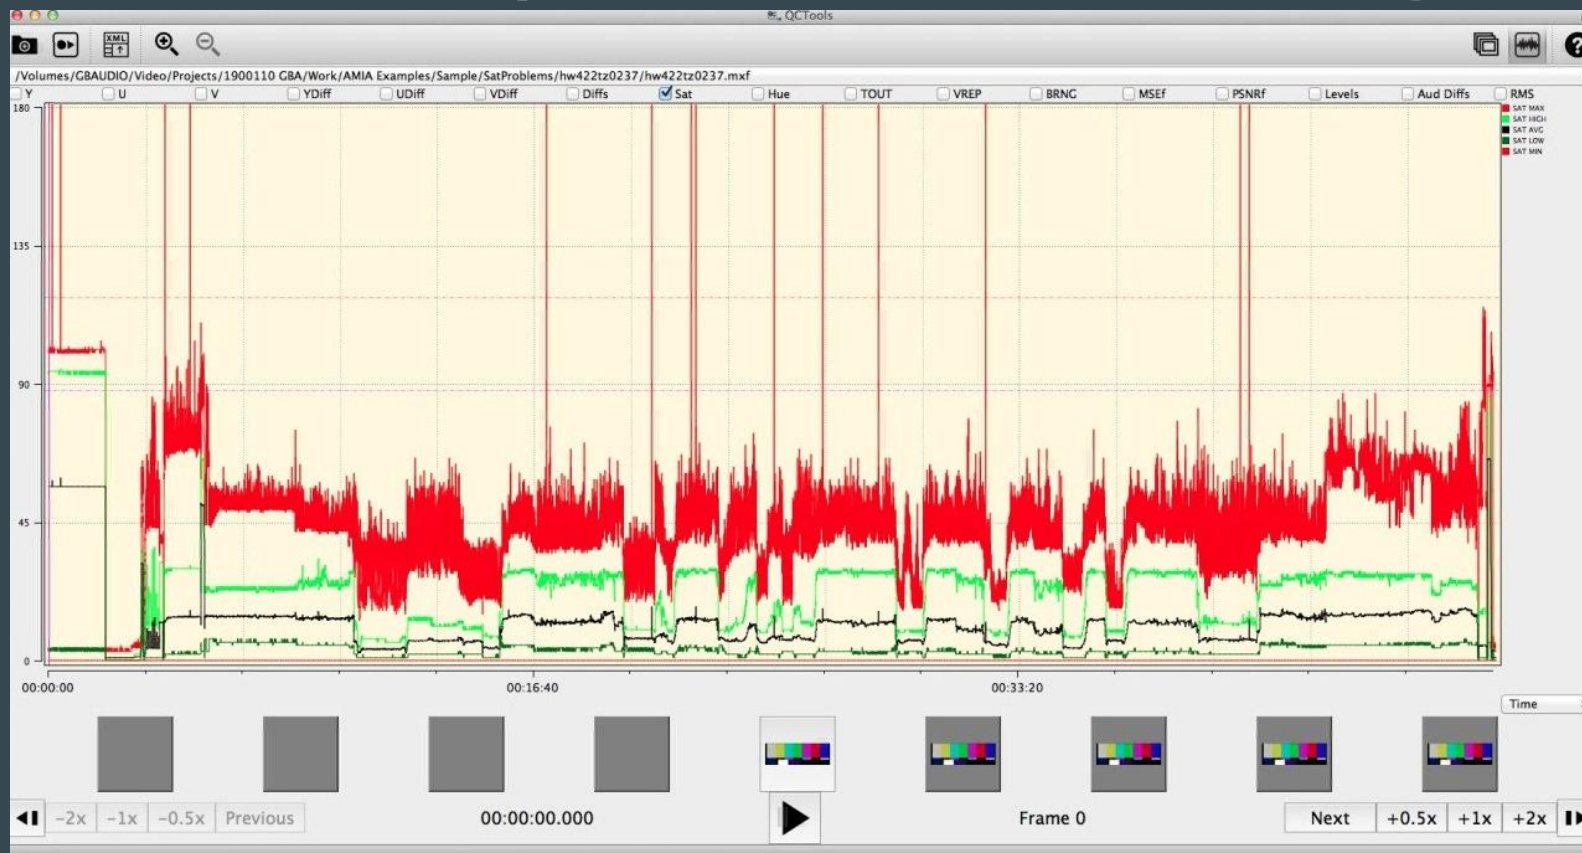 QCTools
XML
/Volumes/GBAUDIO/Video/Projects/1900110 GBA/Work/AMIA Examples/Sample/SatProblems/hw422tz0237/hw422tz0237.mxf
Y U V YDiff UDiff VDiff Diffs Sat Hue TOUT VREP BRNG MSEf PSNRf Levels Aud Diffs RMS
180
SAT MAX
SAT HIGH
SAT AVG
SAT LOW
SAT MIN
135
90
45
0
00:00:00 00:16:40 00:33:20
Time
-2x -1x -0.5x Previous 00:00:00.000 Frame 0 Next +0.5x +1x +2x